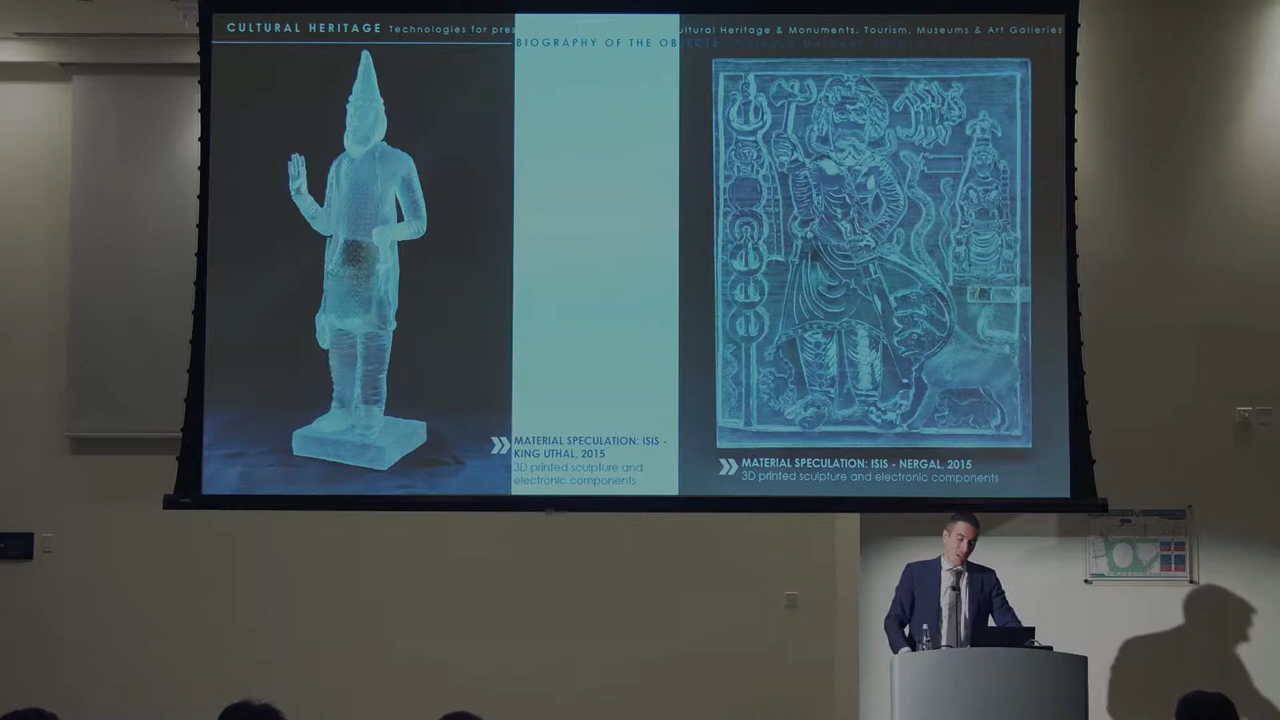 CULTURAL HERITAGE Technologies for pres
ultural Heritage & Monuments, Tourism, Museums & Art Galleries
BIOGRAPHY OF THE OBJECTS
MATERIAL SPECULATION: ISIS -
KING UTHAL, 2015
3D printed sculpture and
electronic components
MATERIAL SPECULATION: ISIS - NERGAL, 2015
3D printed sculpture and electronic components